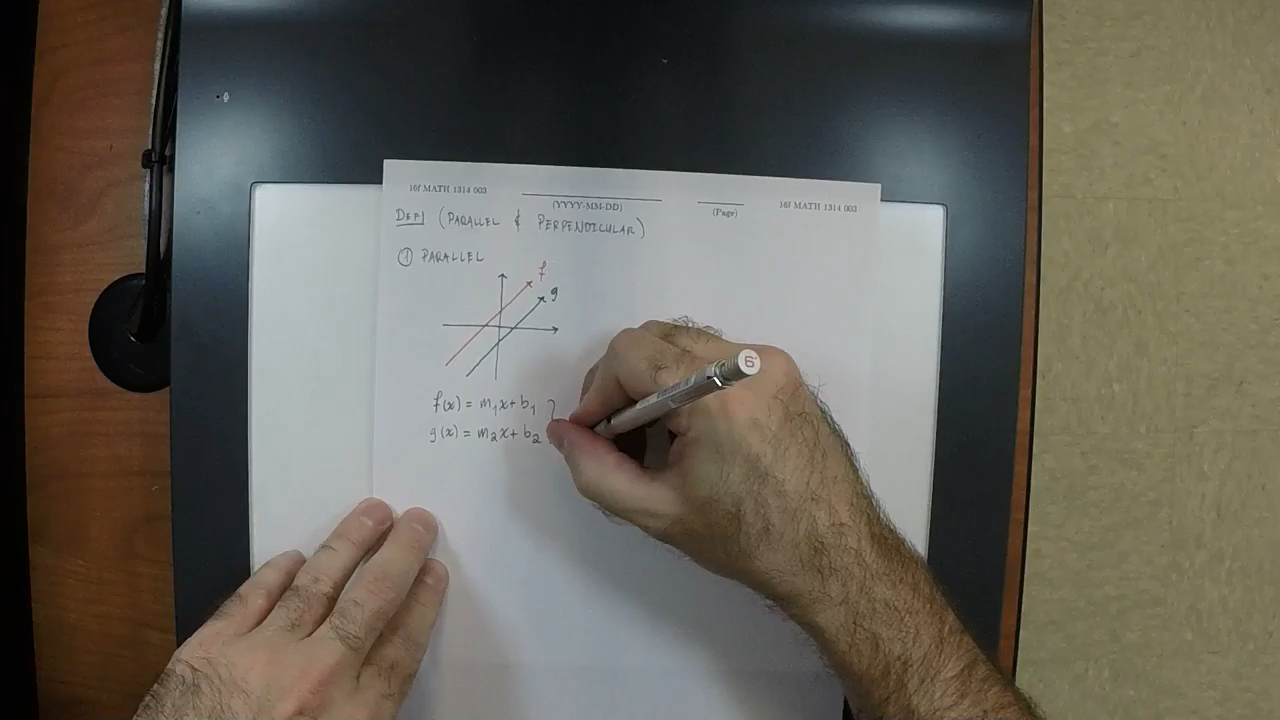 16f MATH 1314 003
(YYYY-MM-DD)
(Page)
16f MATH 1314 003
DEF (PARALLEL & PERPENDICULAR)
① PARALLEL
f
g
f(x) = m₁x + b₁
g(x) = m₂x + b₂